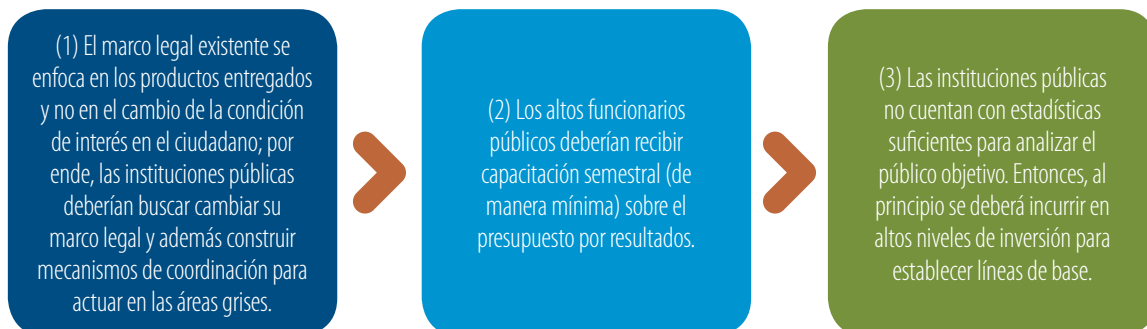 (1) El marco legal existente se
enfoca en los productos entregados
y no en el cambio de la condición
de interés en el ciudadano; por
ende, las instituciones públicas
deberían buscar cambiar su
marco legal y además construir
mecanismos de coordinación para
actuar en las áreas grises.
(2) Los altos funcionarios
públicos deberían recibir
capacitación semestral (de
manera mínima) sobre el
presupuesto por resultados.
(3) Las instituciones públicas
no cuentan con estadísticas
suficientes para analizar el
público objetivo. Entonces, al
principio se deberá incurrir en
altos niveles de inversión para
establecer líneas de base.